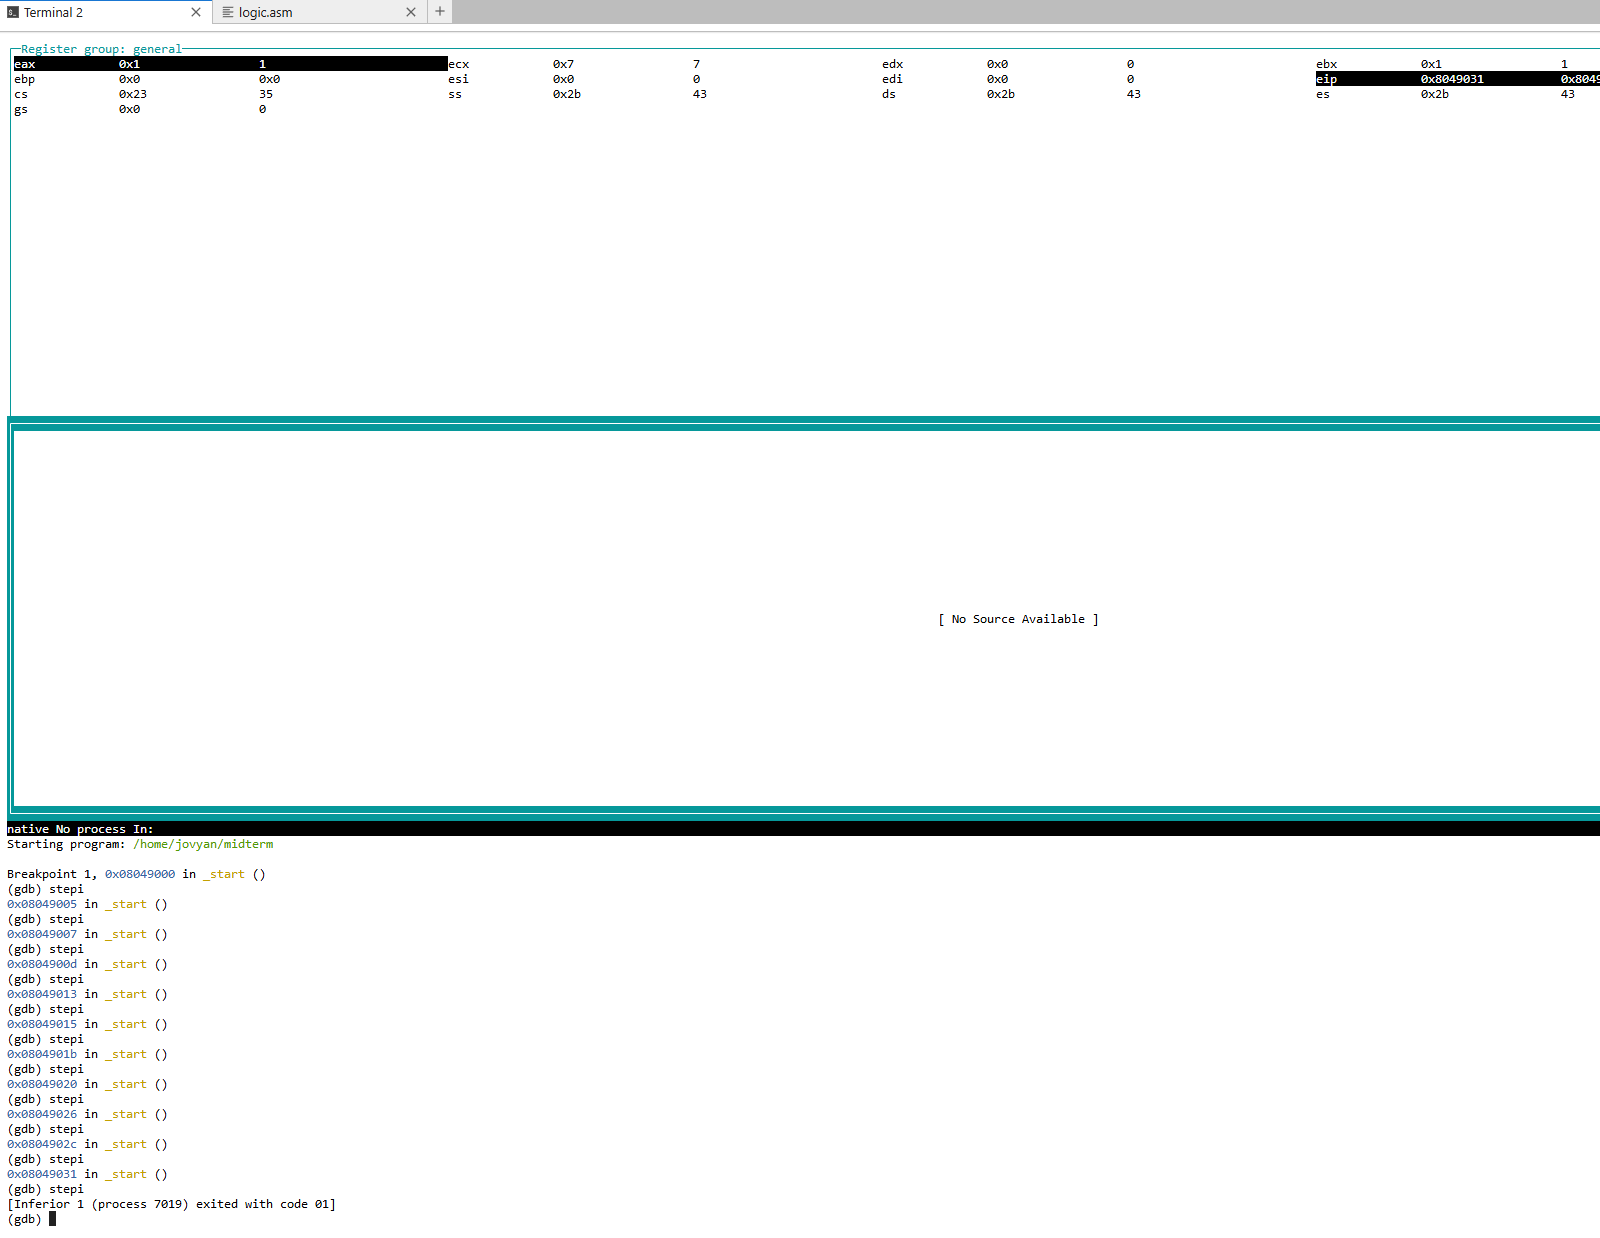 Terminal 2 logic.asm
Register group: general
eax 0x1 1 ecx 0x7 7 edx 0x0 0 ebx 0x1 1
ebp 0x0 0x0 esi 0x0 0 edi 0x0 0 eip 0x8049031 0x8049
cs 0x23 35 ss 0x2b 43 ds 0x2b 43 es 0x2b 43
gs 0x0 0
[ No Source Available ]
native No process In:
Starting program: /home/jovyan/midterm
Breakpoint 1, 0x08049000 in _start ()
(gdb) stepi
0x08049005 in _start ()
(gdb) stepi
0x08049007 in _start ()
(gdb) stepi
0x0804900d in _start ()
(gdb) stepi
0x08049013 in _start ()
(gdb) stepi
0x08049015 in _start ()
(gdb) stepi
0x0804901b in _start ()
(gdb) stepi
0x08049020 in _start ()
(gdb) stepi
0x08049026 in _start ()
(gdb) stepi
0x0804902c in _start ()
(gdb) stepi
0x08049031 in _start ()
(gdb) stepi
[Inferior 1 (process 7019) exited with code 01]
(gdb)